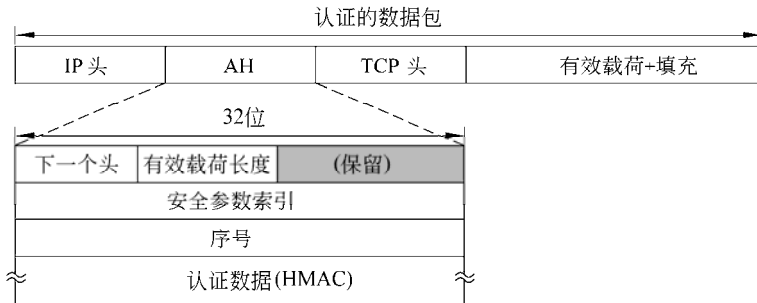 认证的数据包
IP 头 AH TCP 头 有效载荷+填充
32位
下一个头 有效载荷长度 (保留)
安全参数索引
序号
认证数据(HMAC)